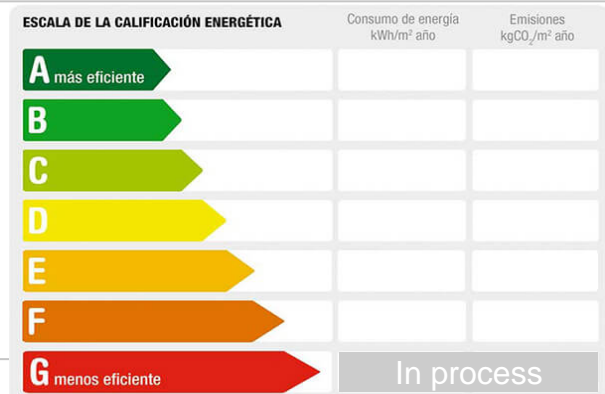 ESCALA DE LA CALIFICACIÓN ENERGÉTICA
Consumo de energía
kWh/m² año
Emisiones
kgCO₂/m² año
A más eficiente
B
C
D
E
F
G menos eficiente
In process